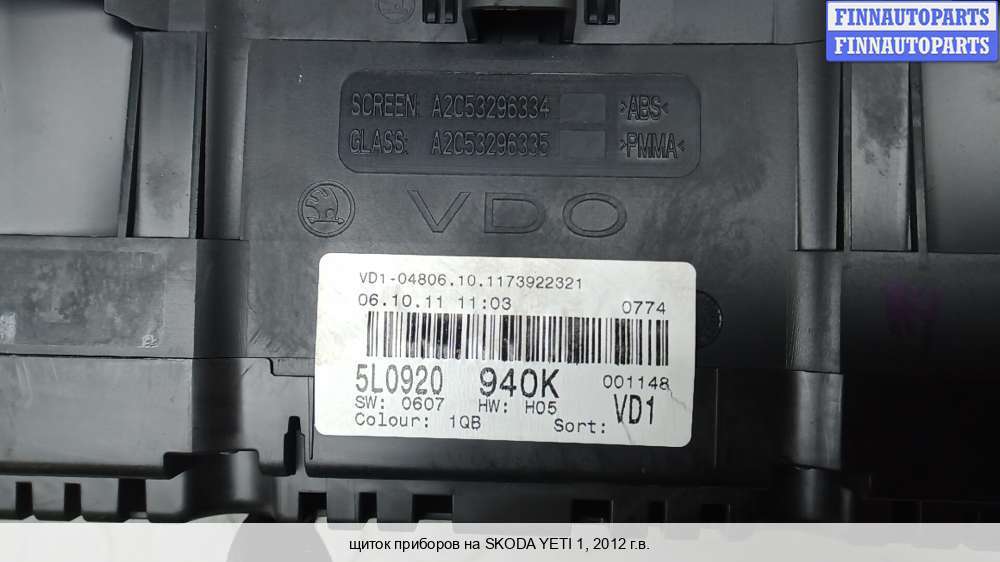 FINNAUTOPARTS
FINNAUTOPARTS
SCREEN: A2C53296334 >ABS<
GLASS: A2C53296335 >PMMA<
VDO
VD1-04806.10.1173922321
06.10.11 11:03 0774
5L0920 940K 001148
SW: 0607 HW: H05 VD1
Colour: 1QB Sort:
щиток приборов на SKODA YETI 1, 2012 г.в.